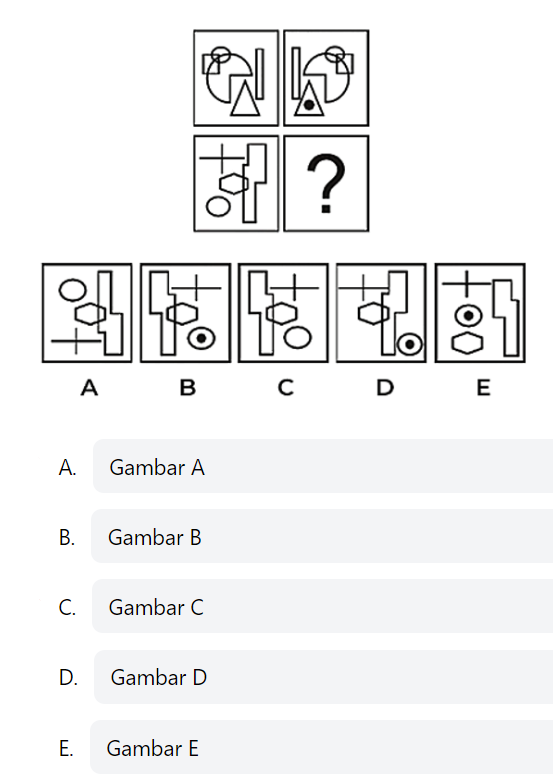 ?
A B C D E
A. Gambar A
B. Gambar B
C. Gambar C
D. Gambar D
E. Gambar E